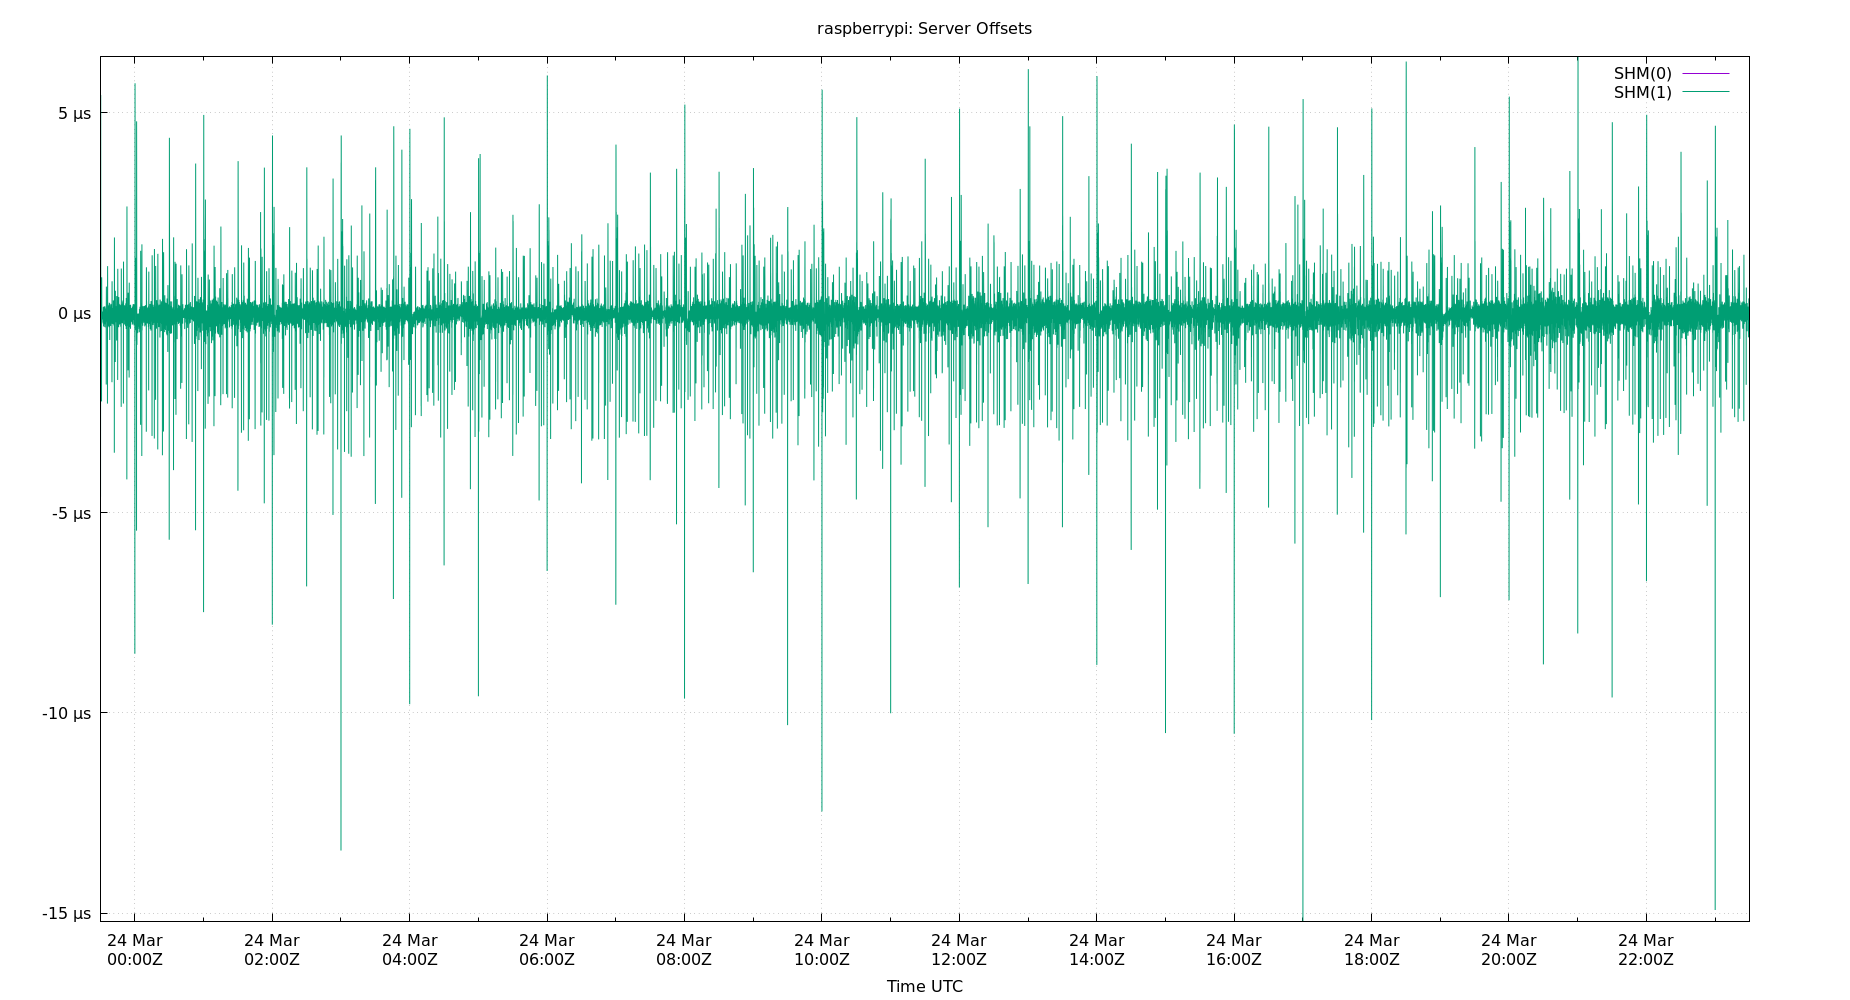 raspberrypi: Server Offsets
SHM(0)
SHM(1)
5 µs
0 µs
-5 µs
-10 µs
-15 µs
24 Mar 24 Mar 24 Mar 24 Mar 24 Mar 24 Mar 24 Mar 24 Mar 24 Mar 24 Mar 24 Mar 24 Mar
00:00Z 02:00Z 04:00Z 06:00Z 08:00Z 10:00Z 12:00Z 14:00Z 16:00Z 18:00Z 20:00Z 22:00Z
Time UTC